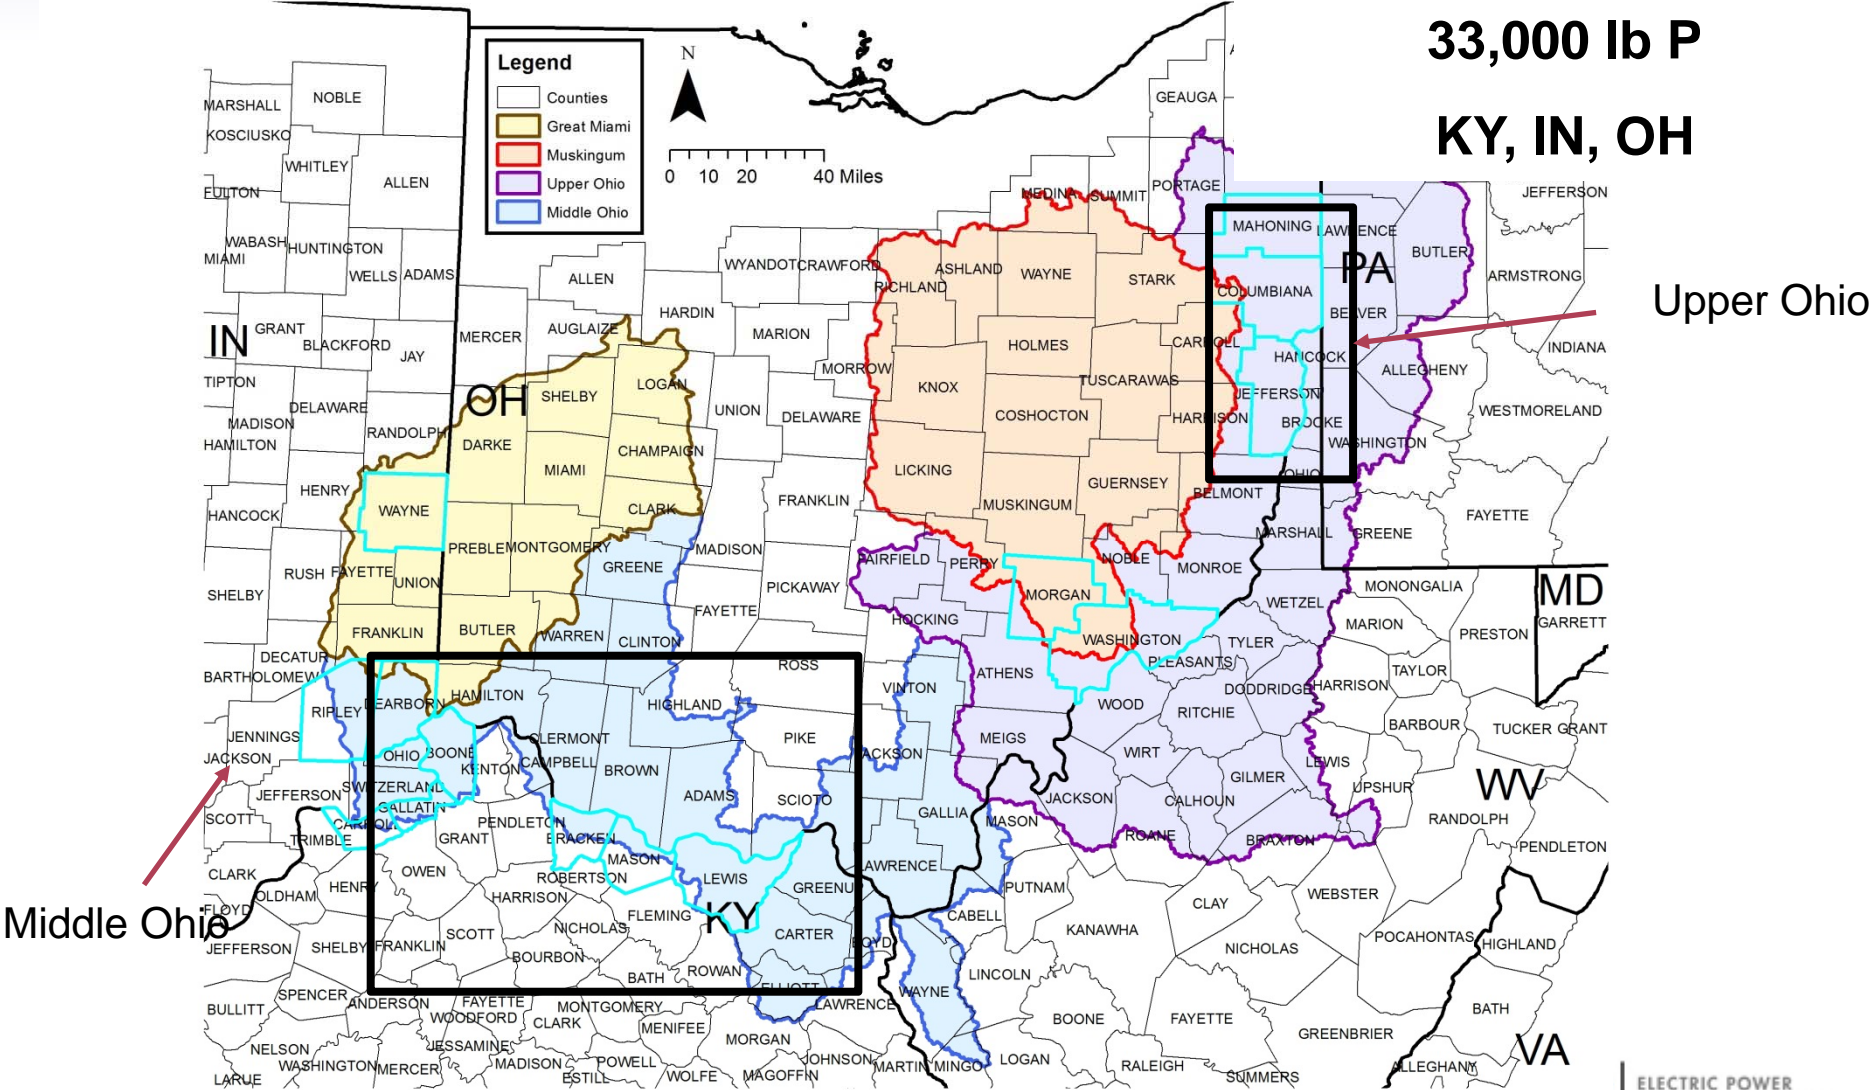 33,000 lb P
KY, IN, OH
Legend
Counties
Great Miami
Muskingum
Upper Ohio
Middle Ohio
N
0 10 20 40 Miles
Upper Ohio
Middle Ohio
IN
OH
PA
MD
WV
VA
KY
MARSHALL NOBLE
KOSCIUSKO
WHITLEY
ALLEN
FULTON
WABASH HUNTINGTON
MIAMI
WELLS ADAMS
GRANT
BLACKFORD JAY
TIPTON
DELAWARE
MADISON
HAMILTON
RANDOLPH
HENRY
WAYNE
HANCOCK
RUSH FAYETTE UNION
SHELBY
FRANKLIN
DECATUR
BARTHOLOMEW
RIPLEY DEARBORN
JENNINGS
JACKSON
OHIO
SWITZERLAND
JEFFERSON
SCOTT
CLARK
FLOYD
ALLEN
HARDIN
WYANDOT CRAWFORD
MERCER AUGLAIZE
MARION
MORROW
SHELBY LOGAN
UNION DELAWARE
DARKE
CHAMPAIGN
MIAMI
CLARK
FRANKLIN
PREBLE MONTGOMERY
MADISON
GREENE
PICKAWAY
FAYETTE
BUTLER WARREN CLINTON
ROSS
HAMILTON
HIGHLAND
CLERMONT
BROWN
PIKE
ADAMS SCIOTO
VINTON
JACKSON
GALLIA
LAWRENCE
GEAUGA
PORTAGE
MEDINA SUMMIT
MAHONING
ASHLAND WAYNE STARK
RICHLAND
COLUMBIANA
HOLMES
CARROLL
KNOX
TUSCARAWAS
COSHOCTON
HARRISON
JEFFERSON
LICKING
GUERNSEY
MUSKINGUM
BELMONT
FAIRFIELD PERRY
NOBLE
MONROE
MORGAN
HOCKING
WASHINGTON
ATHENS
MEIGS
JEFFERSON
LAWRENCE
BUTLER
ARMSTRONG
BEAVER
INDIANA
ALLEGHENY
WESTMORELAND
WASHINGTON
GREENE
FAYETTE
HANCOCK
BROOKE
OHIO
MARSHALL
WETZEL
MONONGALIA
MARION
PRESTON
GARRETT
TYLER
PLEASANTS
TAYLOR
DODDRIDGE HARRISON
WOOD RITCHIE
BARBOUR
TUCKER GRANT
WIRT
LEWIS
GILMER
UPSHUR
JACKSON CALHOUN
RANDOLPH
MASON
ROANE
BRAXTON
PENDLETON
PUTNAM
WEBSTER
CLAY
CABELL
KANAWHA
POCAHONTAS HIGHLAND
NICHOLAS
LINCOLN
WAYNE
BATH
BOONE FAYETTE
GREENBRIER
LOGAN
MINGO
RALEIGH
SUMMERS
ALLEGHANY
BOONE
KENTON CAMPBELL
GALLATIN
CARROLL
TRIMBLE
GRANT PENDLETON
BRACKEN
MASON
OWEN
ROBERTSON
LEWIS
GREENUP
HENRY
OLDHAM
HARRISON
FLEMING
NICHOLAS
SCOTT
CARTER
BOYD
JEFFERSON SHELBY FRANKLIN
BOURBON
ROWAN
BATH
ELLIOTT
SPENCER
ANDERSON FAYETTE MONTGOMERY
LAWRENCE
BULLITT
WOODFORD
CLARK
MENIFEE
MORGAN
NELSON
JESSAMINE
WASHINGTON MERCER
MADISON
POWELL
JOHNSON
MARTIN
LARUE
ESTILL
WOLFE
MAGOFFIN
ELECTRIC POWER